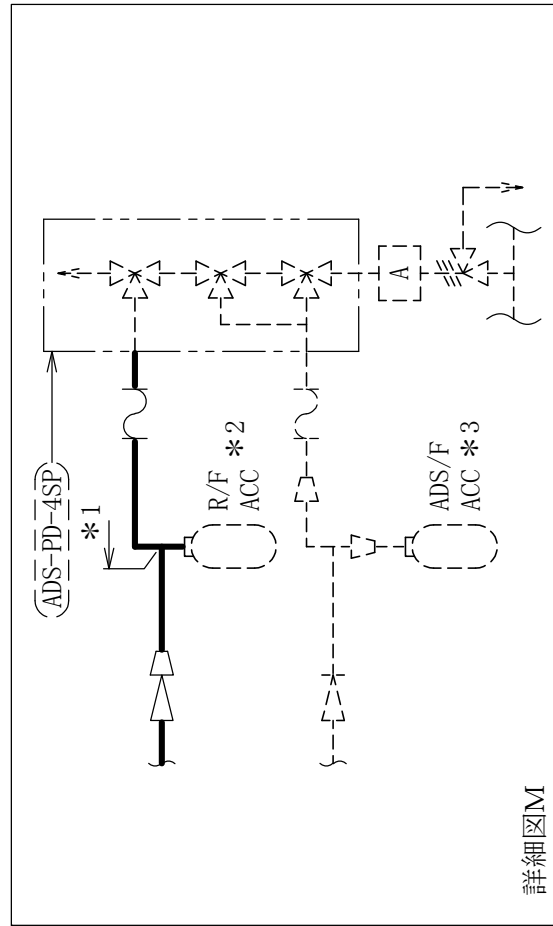 ADS-PD-4SP
*1
R/F
ACC *2
ADS/F
ACC *3
A
詳細図M